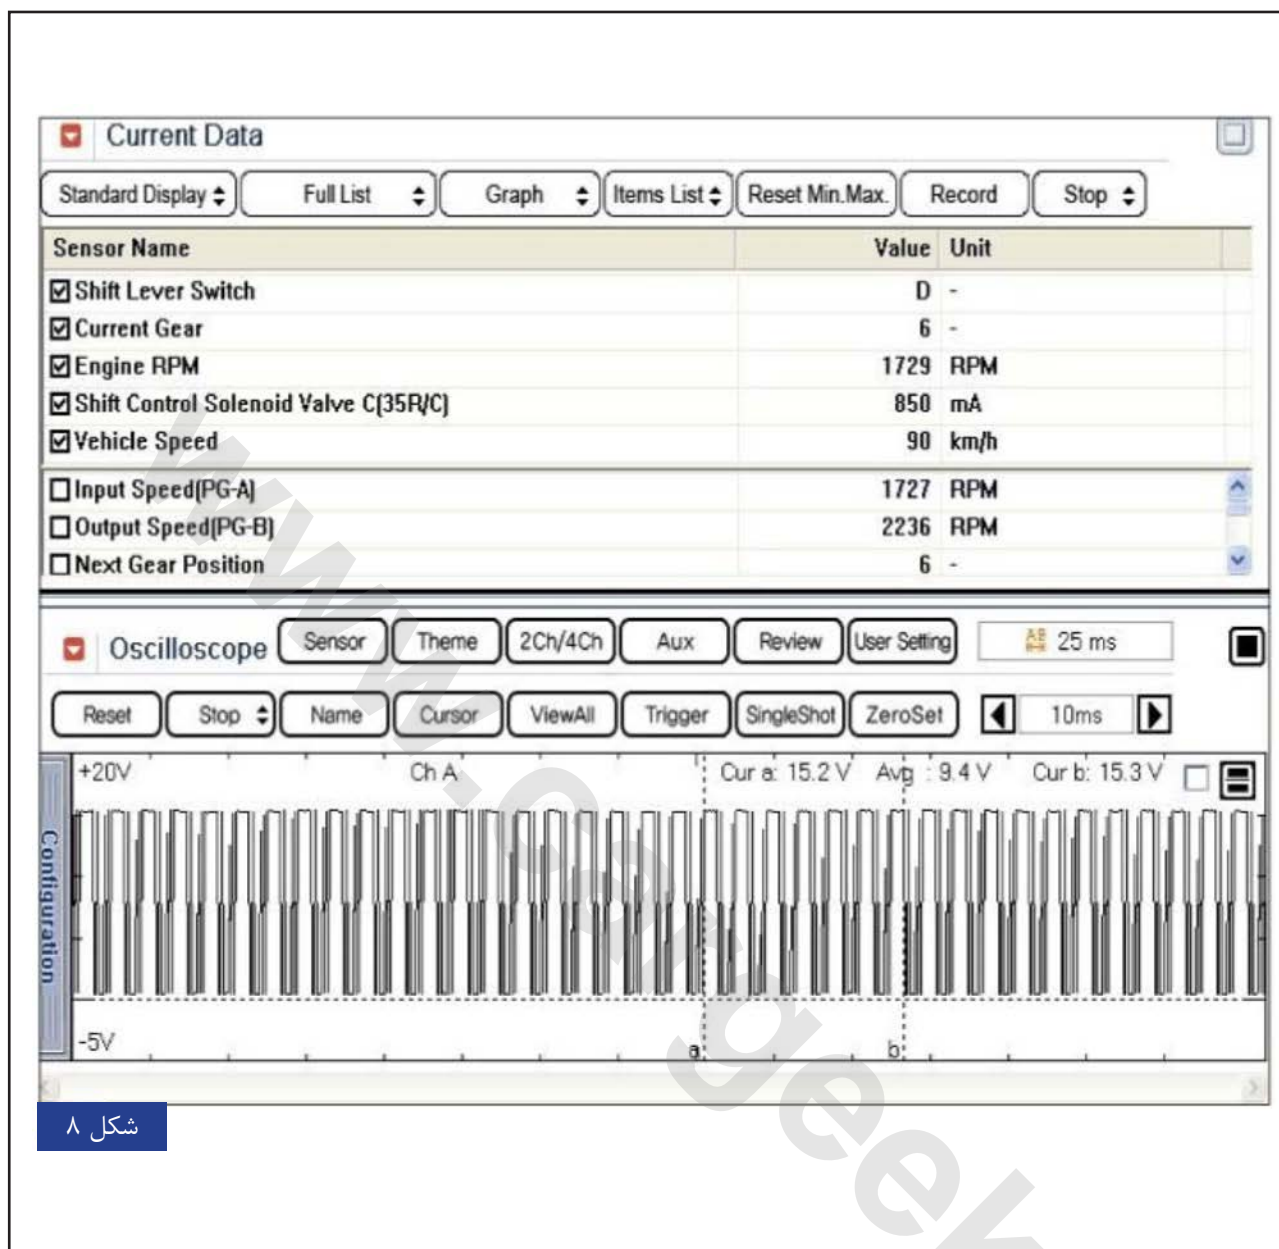 Current Data
Standard Display Full List Graph Items List Reset Min.Max. Record Stop
Sensor Name Value Unit
Shift Lever Switch D -
Current Gear 6 -
Engine RPM 1729 RPM
Shift Control Solenoid Valve C(35R/C) 850 mA
Vehicle Speed 90 km/h
Input Speed(PG-A) 1727 RPM
Output Speed(PG-B) 2236 RPM
Next Gear Position 6 -
Oscilloscope Sensor Theme 2Ch/4Ch Aux Review User Setting AB 25 ms
Reset Stop Name Cursor ViewAll Trigger SingleShot ZeroSet 10ms
+20V Ch A Cur a: 15.2 V Avg : 9.4 V Cur b: 15.3 V
Configuration
-5V a b
شکل ۸
www.cargeek